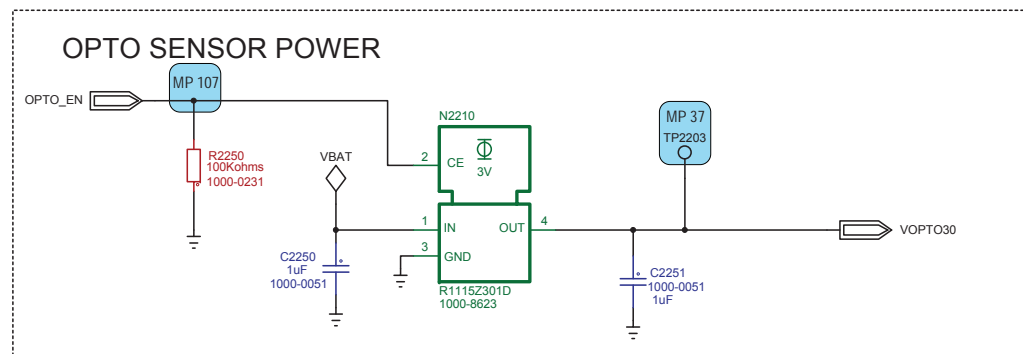 OPTO SENSOR POWER
MP 107
OPTO_EN
R2250
100Kohms
1000-0231
VBAT
C2250
1uF
1000-0051
N2210
2
CE
3V
1
IN
OUT
4
3
GND
R1115Z301D
1000-8623
MP 37
TP2203
VOPTO30
C2251
1000-0051
1uF